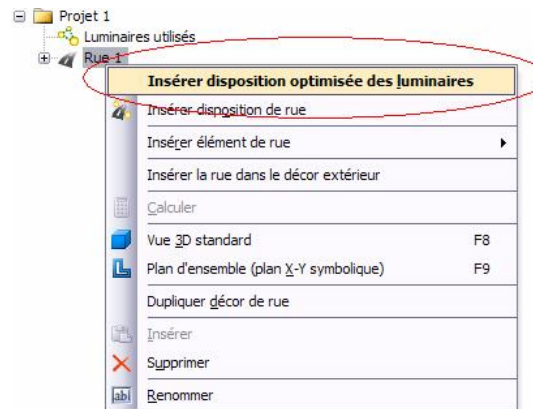 Projet 1
Luminaires utilisés
Rue 1
Insérer disposition optimisée des luminaires
Insérer disposition de rue
Insérer élément de rue
Insérer la rue dans le décor extérieur
Calculer
Vue 3D standard F8
Plan d'ensemble (plan X-Y symbolique) F9
Dupliquer décor de rue
Insérer
Supprimer
abl Renommer